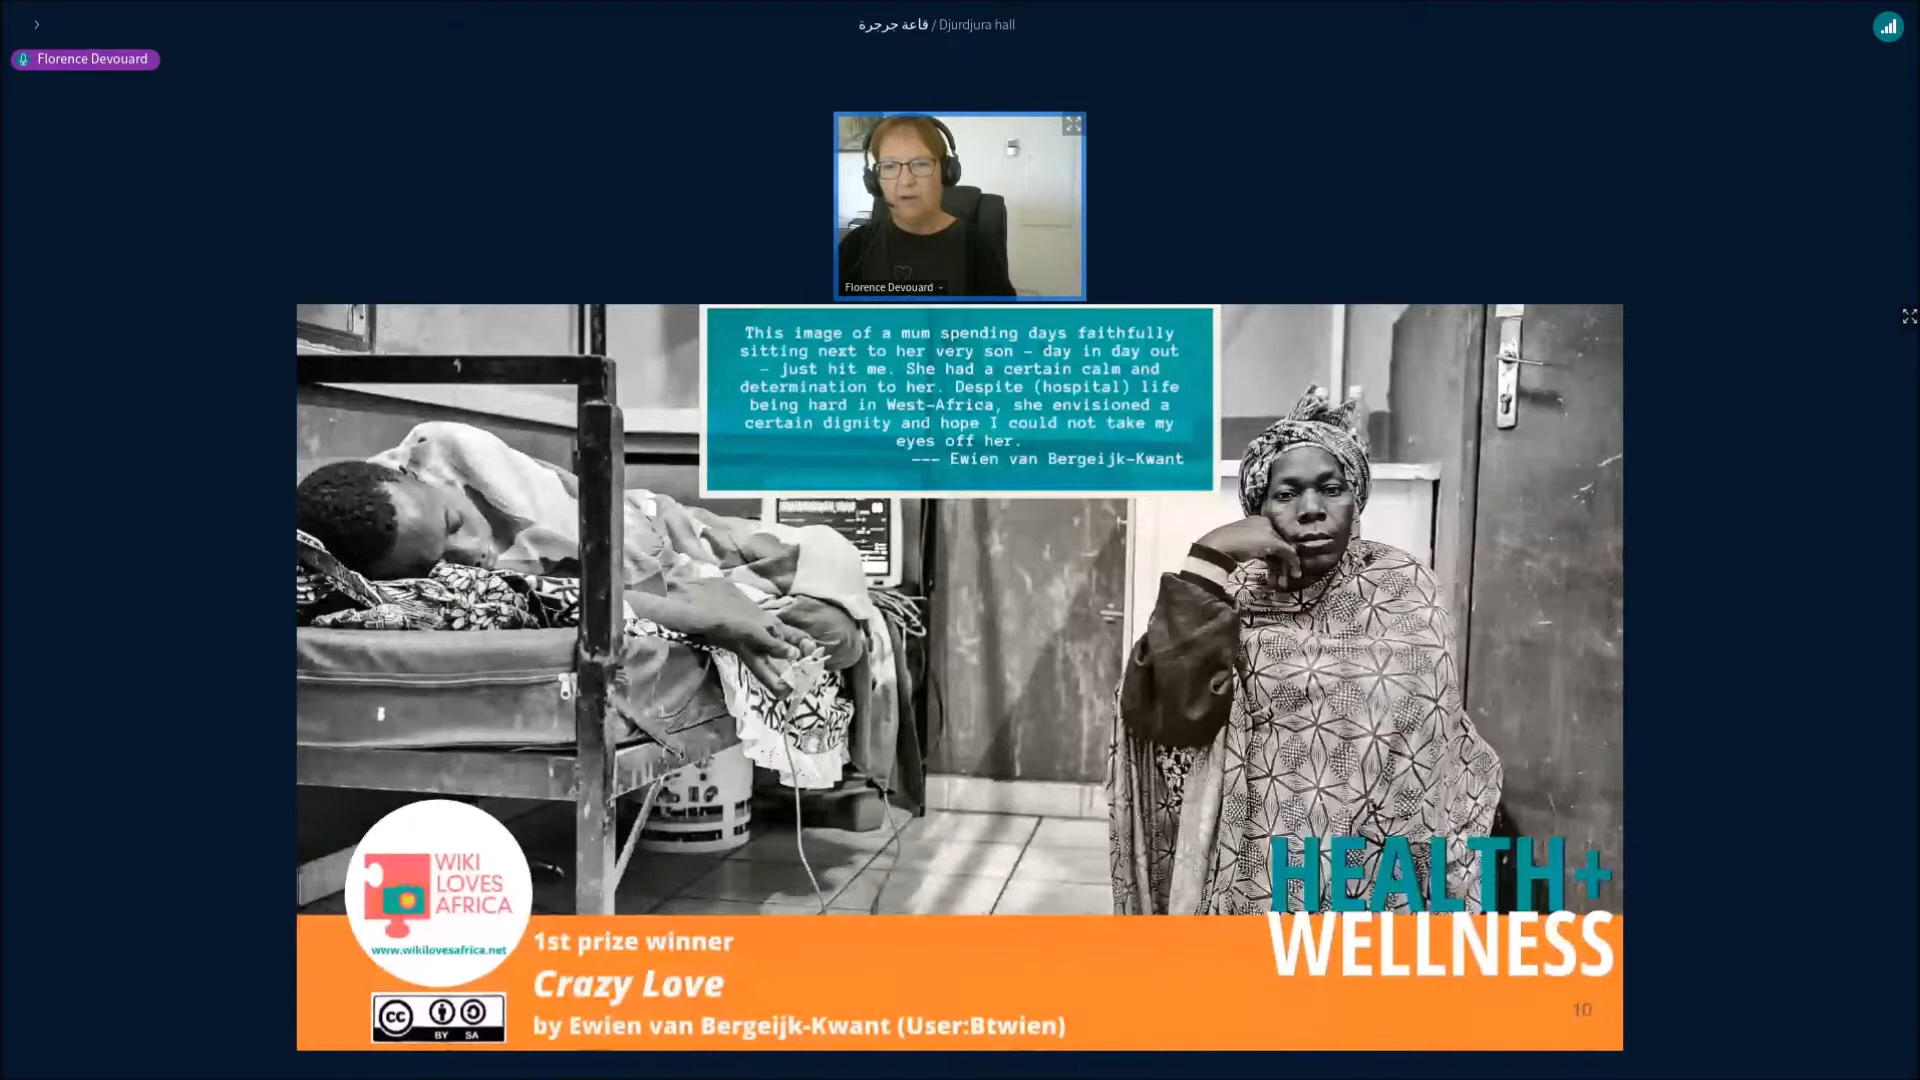 قاعة جرجرة / Djurdjura hall
Florence Devouard
Florence Devouard
This image of a mum spending days faithfully
sitting next to her very son - day in day out
- just hit me. She had a certain calm and
determination to her. Despite (hospital) life
being hard in West-Africa, she envisioned a
certain dignity and hope I could not take my
eyes off her.
--- Ewien van Bergeijk-Kwant
HEALTH+
WELLNESS
WIKI
LOVES
AFRICA
www.wikilovesafrica.net
1st prize winner
Crazy Love
by Ewien van Bergeijk-Kwant (User:Btwien)
cc
BY SA
10